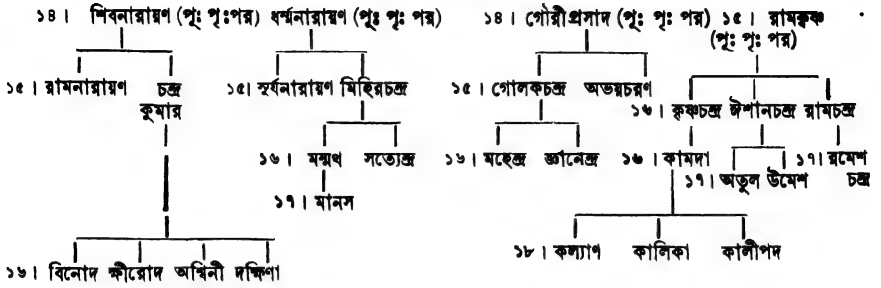 ১৪। শিবনারায়ণ (পূঃ পৃঃপর) ধর্ম্মনারায়ণ (পূঃ পৃঃ পর) ১৪। গৌরীপ্রসাদ (পূঃ পৃঃ পর) ১৫। রামকৃষ্ণ
(পূঃ পৃঃ পর)
১৫। রামনারায়ণ চন্দ্র ১৫। সূর্যনারায়ণ মিহিরচন্দ্র ১৫। গোলকচন্দ্র অভয়চরণ
কুমার ১৬। কৃষ্ণচন্দ্র ঈশানচন্দ্র রামচন্দ্র
১৬। মন্মথ সত্যেন্দ্র ১৬। মহেন্দ্র জ্ঞানেন্দ্র ১৭। কামদা ১৭। রমেশ
১৭। অতুল উমেশ চন্দ্র
১৭। মানস
১৮। কল্যাণ কালিকা কালীপদ
১৬। বিনোদ ক্ষীরোদ অশ্বিনী দক্ষিণা